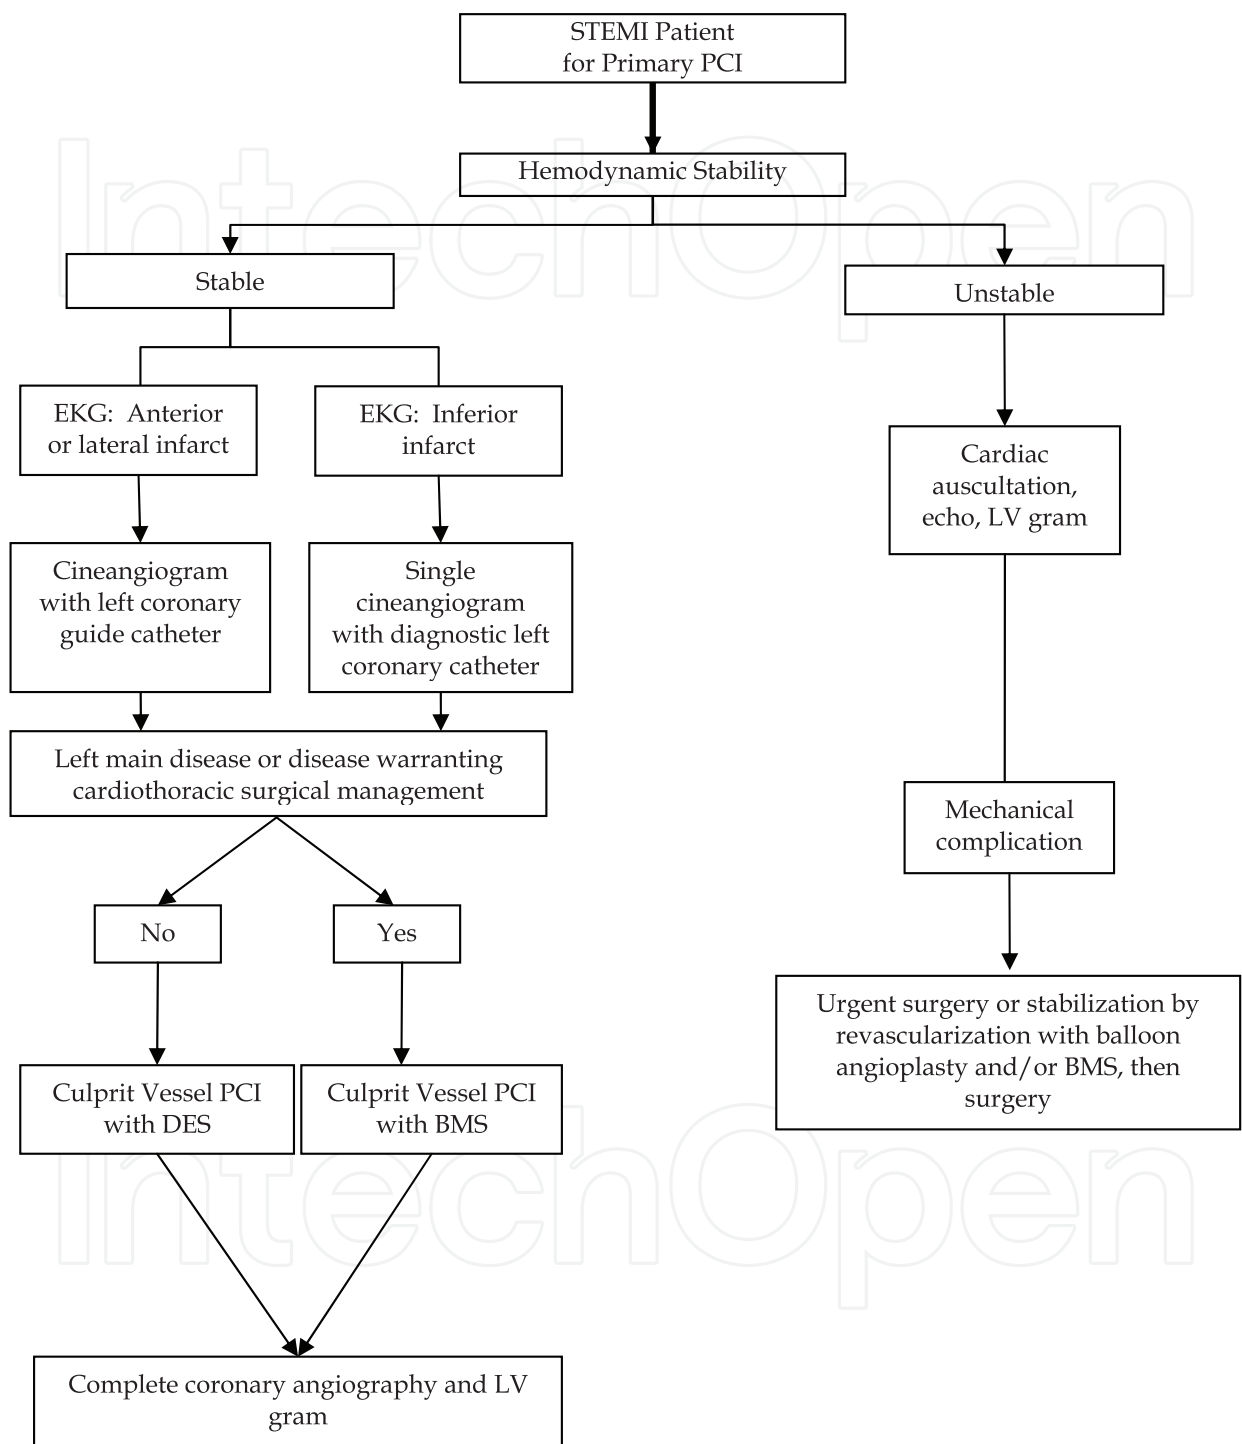 STEMI Patient
for Primary PCI
Hemodynamic Stability
Stable
Unstable
EKG: Anterior
or lateral infarct
EKG: Inferior
infarct
Cardiac
auscultation,
echo, LV gram
Cineangiogram
with left coronary
guide catheter
Single
cineangiogram
with diagnostic left
coronary catheter
Left main disease or disease warranting
cardiothoracic surgical management
Mechanical
complication
No
Yes
Urgent surgery or stabilization by
revascularization with balloon
angioplasty and/or BMS, then
surgery
Culprit Vessel PCI
with DES
Culprit Vessel PCI
with BMS
Complete coronary angiography and LV
gram
IntechOpen
IntechOpen